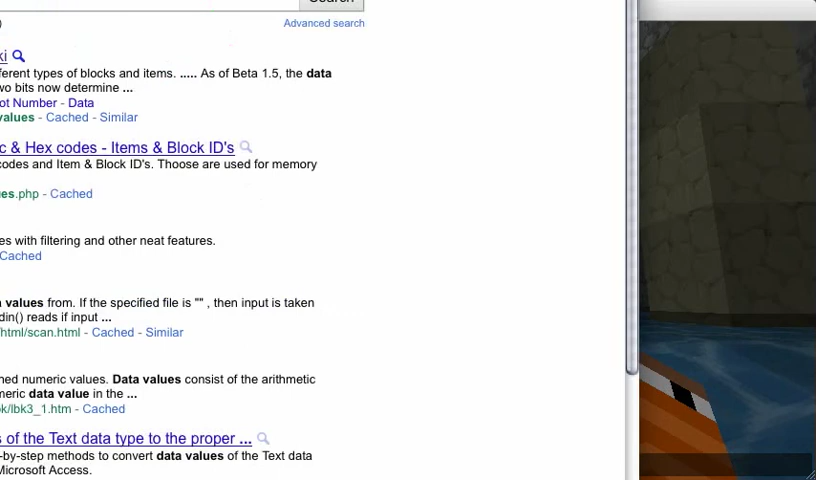 Search
)
Advanced search
ki
fferent types of blocks and items. ..... As of Beta 1.5, the data
wo bits now determine ...
ot Number - Data
values - Cached - Similar
c & Hex codes - Items & Block ID's
codes and Item & Block ID's. Thoose are used for memory
es.php - Cached
es with filtering and other neat features.
Cached
a values from. If the specified file is "" , then input is taken
din() reads if input ...
/html/scan.html - Cached - Similar
ned numeric values. Data values consist of the arithmetic
meric data value in the ...
ok/lbk3_1.htm - Cached
s of the Text data type to the proper ...
-by-step methods to convert data values of the Text data
Microsoft Access.